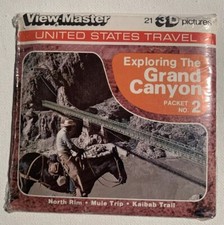 View-Master
21 3D pictures
UNITED STATES TRAVEL
Exploring The
Grand
Canyon
PACKET
NO. 2
North Rim • Mule Trip • Kaibab Trail